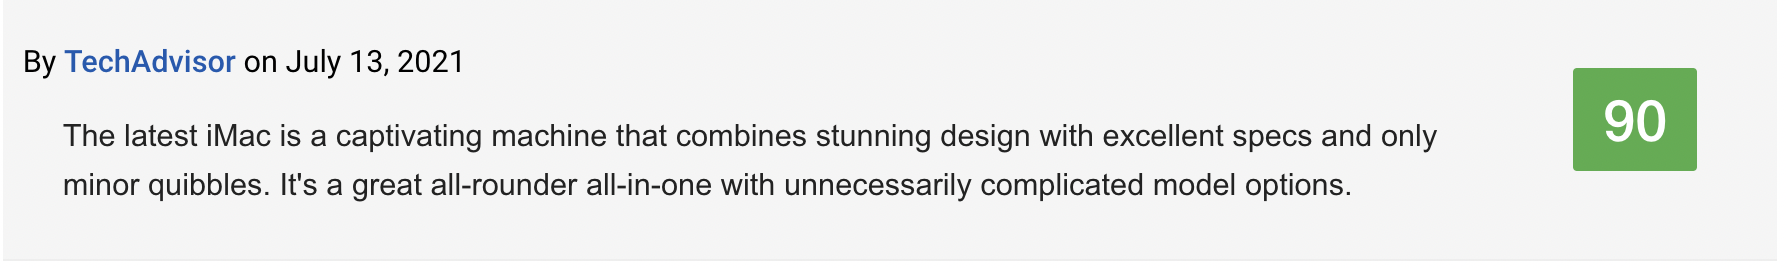 By TechAdvisor on July 13, 2021
90
The latest iMac is a captivating machine that combines stunning design with excellent specs and only
minor quibbles. It's a great all-rounder all-in-one with unnecessarily complicated model options.